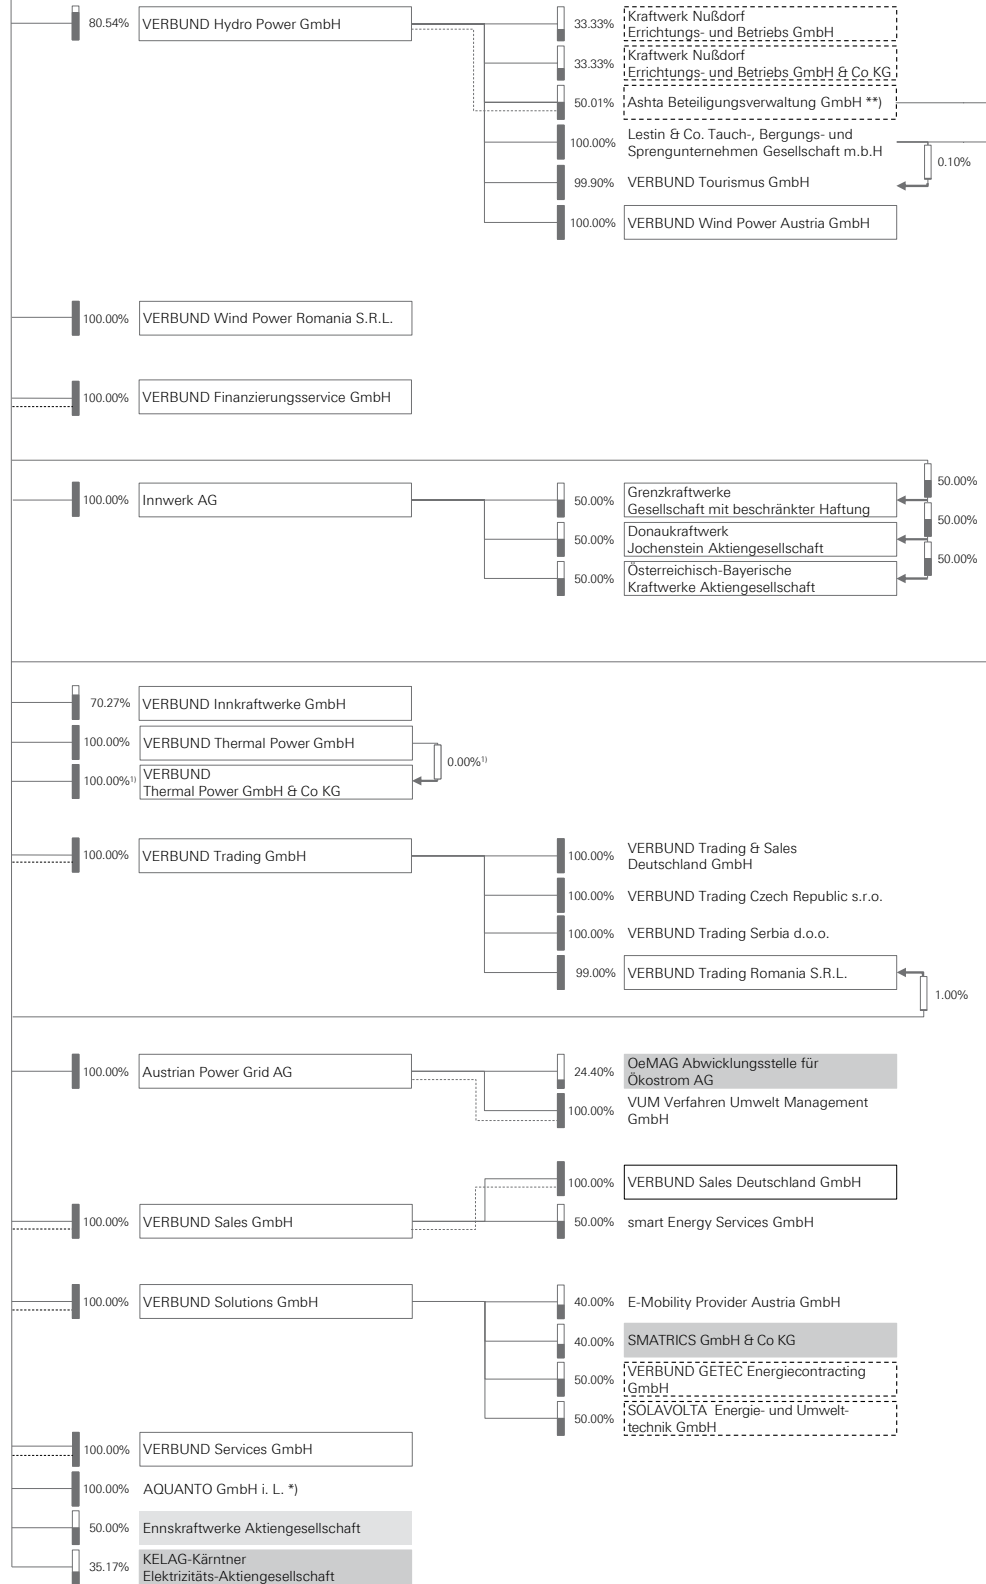 80.54% VERBUND Hydro Power GmbH
33.33% Kraftwerk Nußdorf
Errichtungs- und Betriebs GmbH
33.33% Kraftwerk Nußdorf
Errichtungs- und Betriebs GmbH & Co KG
50.01% Ashta Beteiligungsverwaltung GmbH **)
100.00% Lestin & Co. Tauch-, Bergungs- und
Sprengunternehmen Gesellschaft m.b.H
0.10%
99.90% VERBUND Tourismus GmbH
100.00% VERBUND Wind Power Austria GmbH
100.00% VERBUND Wind Power Romania S.R.L.
100.00% VERBUND Finanzierungsservice GmbH
100.00% Innwerk AG
50.00% Grenzkraftwerke
Gesellschaft mit beschränkter Haftung
50.00%
50.00% Donaukraftwerk
Jochenstein Aktiengesellschaft
50.00%
50.00% Österreichisch-Bayerische
Kraftwerke Aktiengesellschaft
50.00%
70.27% VERBUND Innkraftwerke GmbH
100.00% VERBUND Thermal Power GmbH
0.00%1)
100.00%1) VERBUND
Thermal Power GmbH & Co KG
100.00% VERBUND Trading GmbH
100.00% VERBUND Trading & Sales
Deutschland GmbH
100.00% VERBUND Trading Czech Republic s.r.o.
100.00% VERBUND Trading Serbia d.o.o.
99.00% VERBUND Trading Romania S.R.L.
1.00%
100.00% Austrian Power Grid AG
24.40% OeMAG Abwicklungsstelle für
Ökostrom AG
100.00% VUM Verfahren Umwelt Management
GmbH
100.00% VERBUND Sales Deutschland GmbH
100.00% VERBUND Sales GmbH
50.00% smart Energy Services GmbH
100.00% VERBUND Solutions GmbH
40.00% E-Mobility Provider Austria GmbH
40.00% SMATRICS GmbH & Co KG
50.00% VERBUND GETEC Energiecontracting
GmbH
50.00% SOLAVOLTA Energie- und Umwelt-
technik GmbH
100.00% VERBUND Services GmbH
100.00% AQUANTO GmbH i. L. *)
50.00% Ennskraftwerke Aktiengesellschaft
35.17% KELAG-Kärntner
Elektrizitäts-Aktiengesellschaft